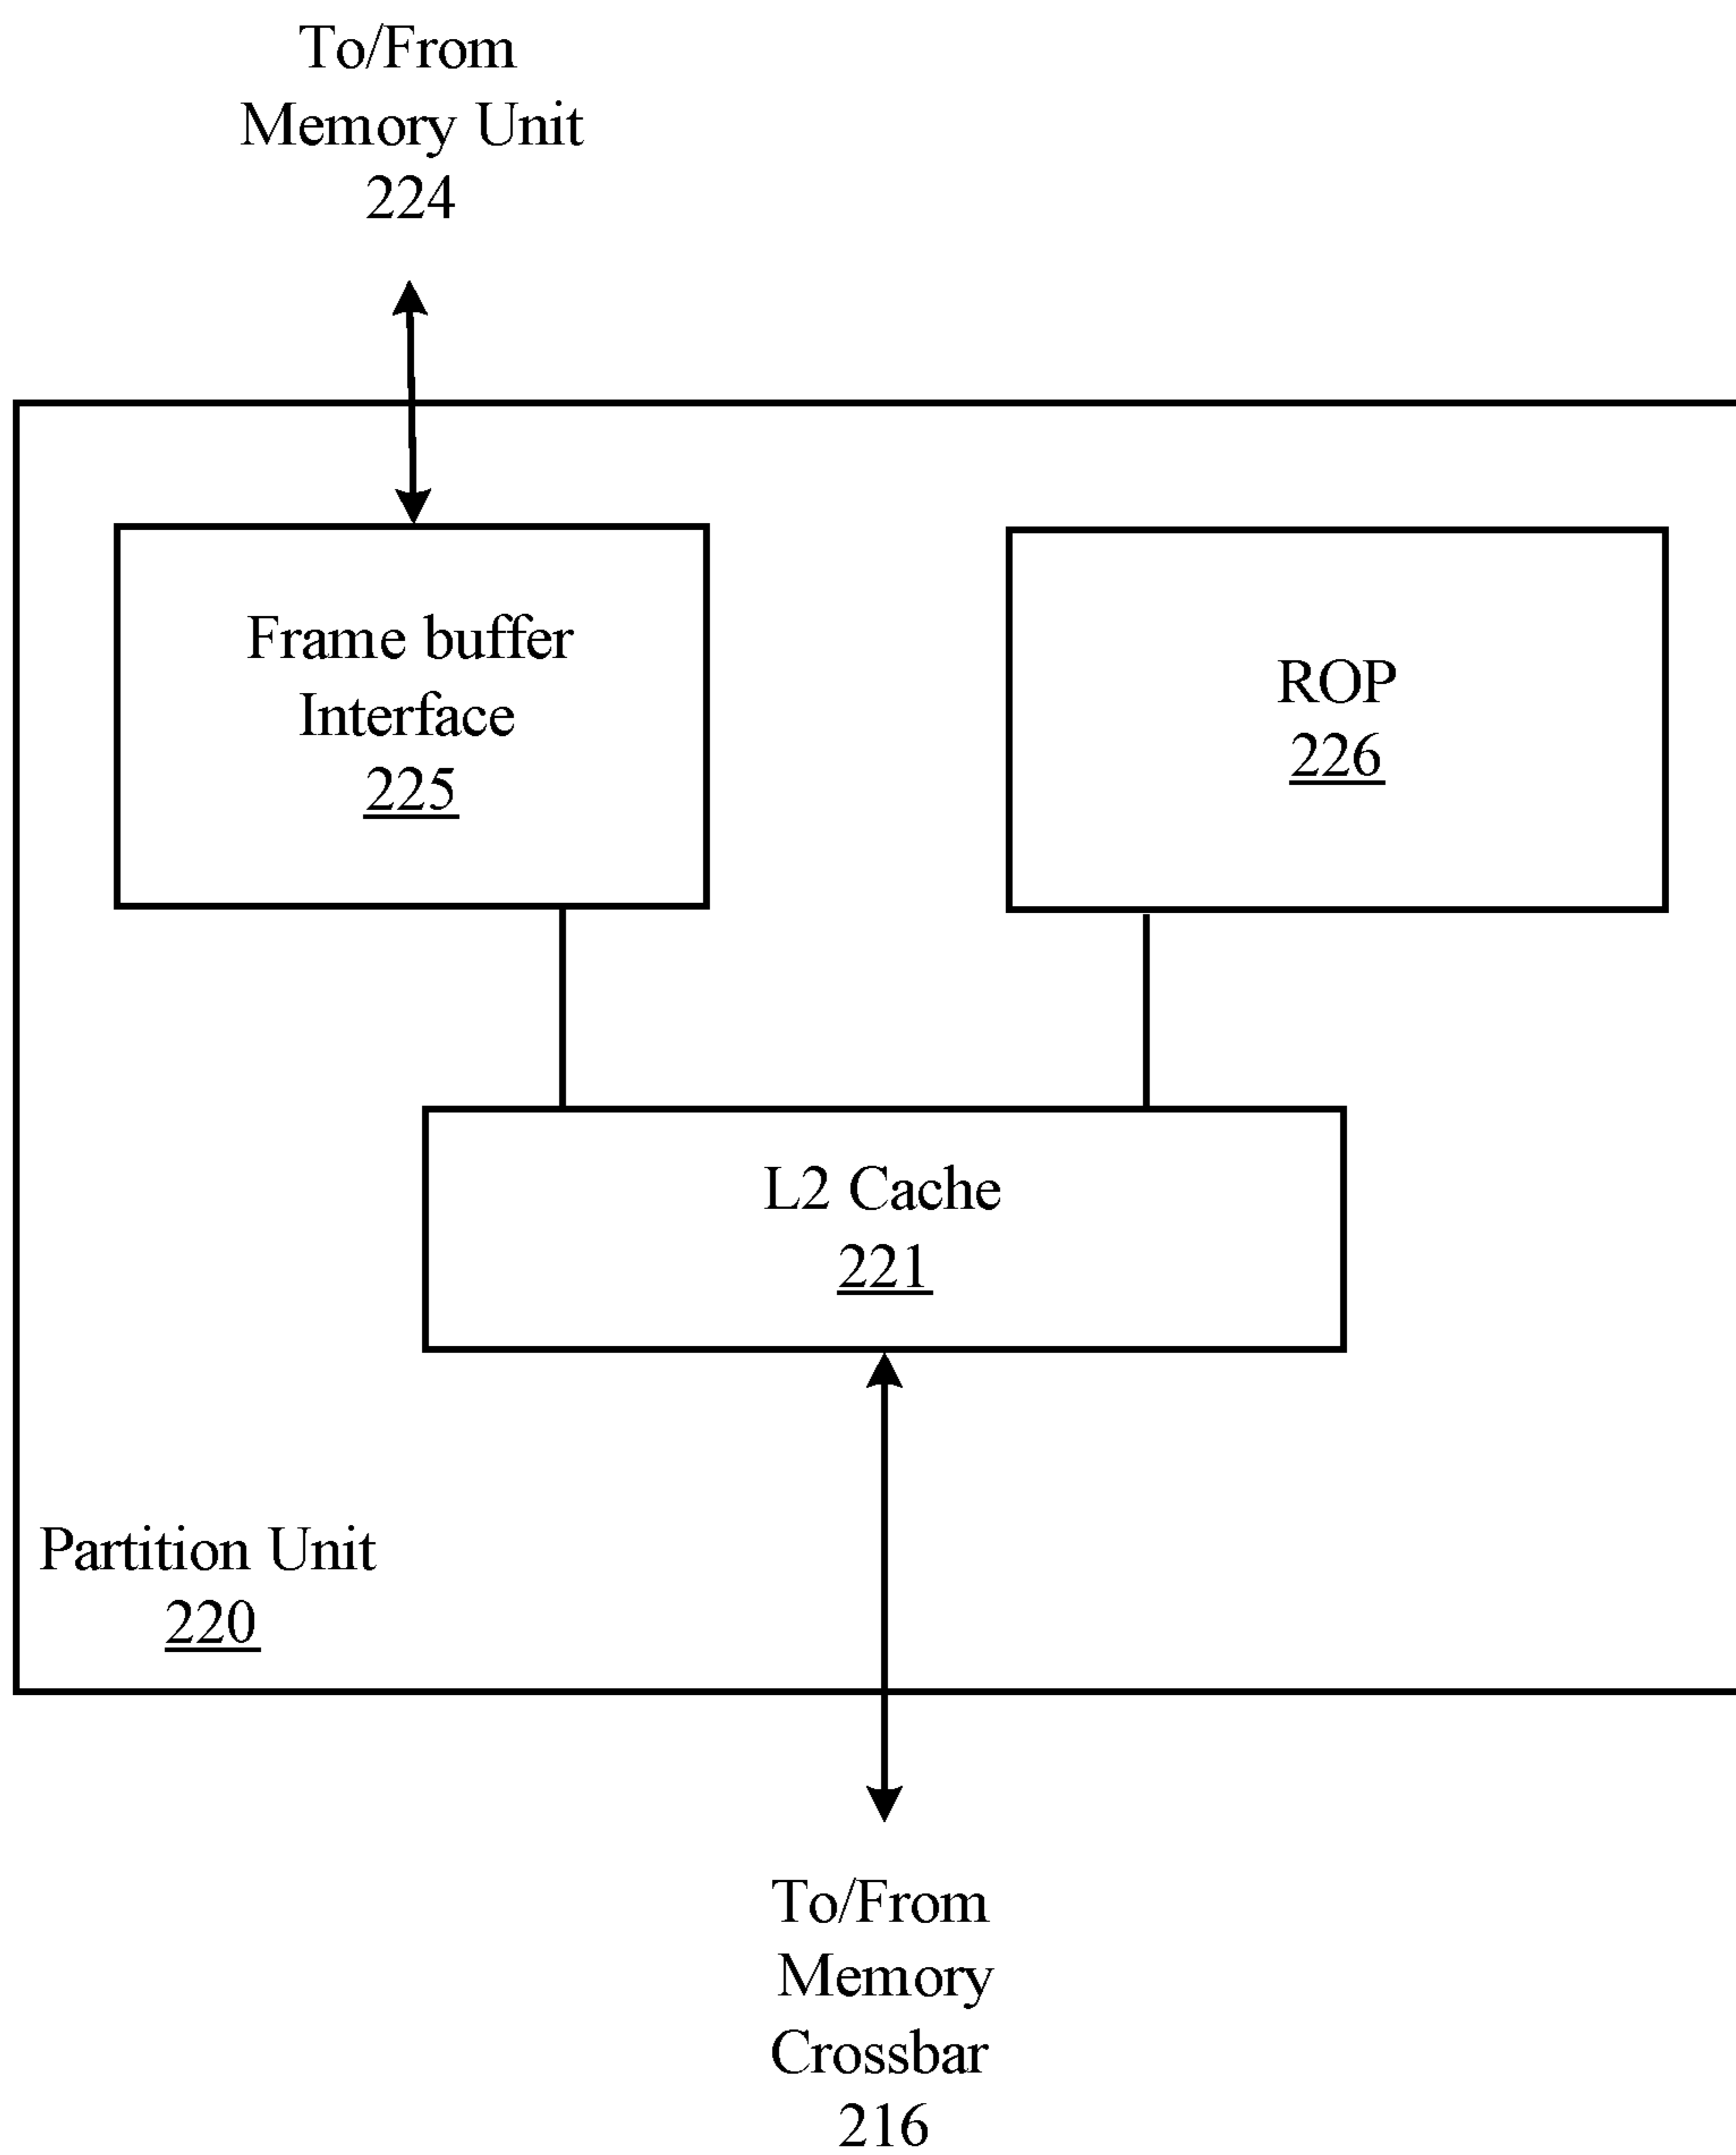 To/From
Memory Unit
224
Frame buffer
Interface
225
ROP
226
L2 Cache
221
Partition Unit
220
To/From
Memory
Crossbar
216